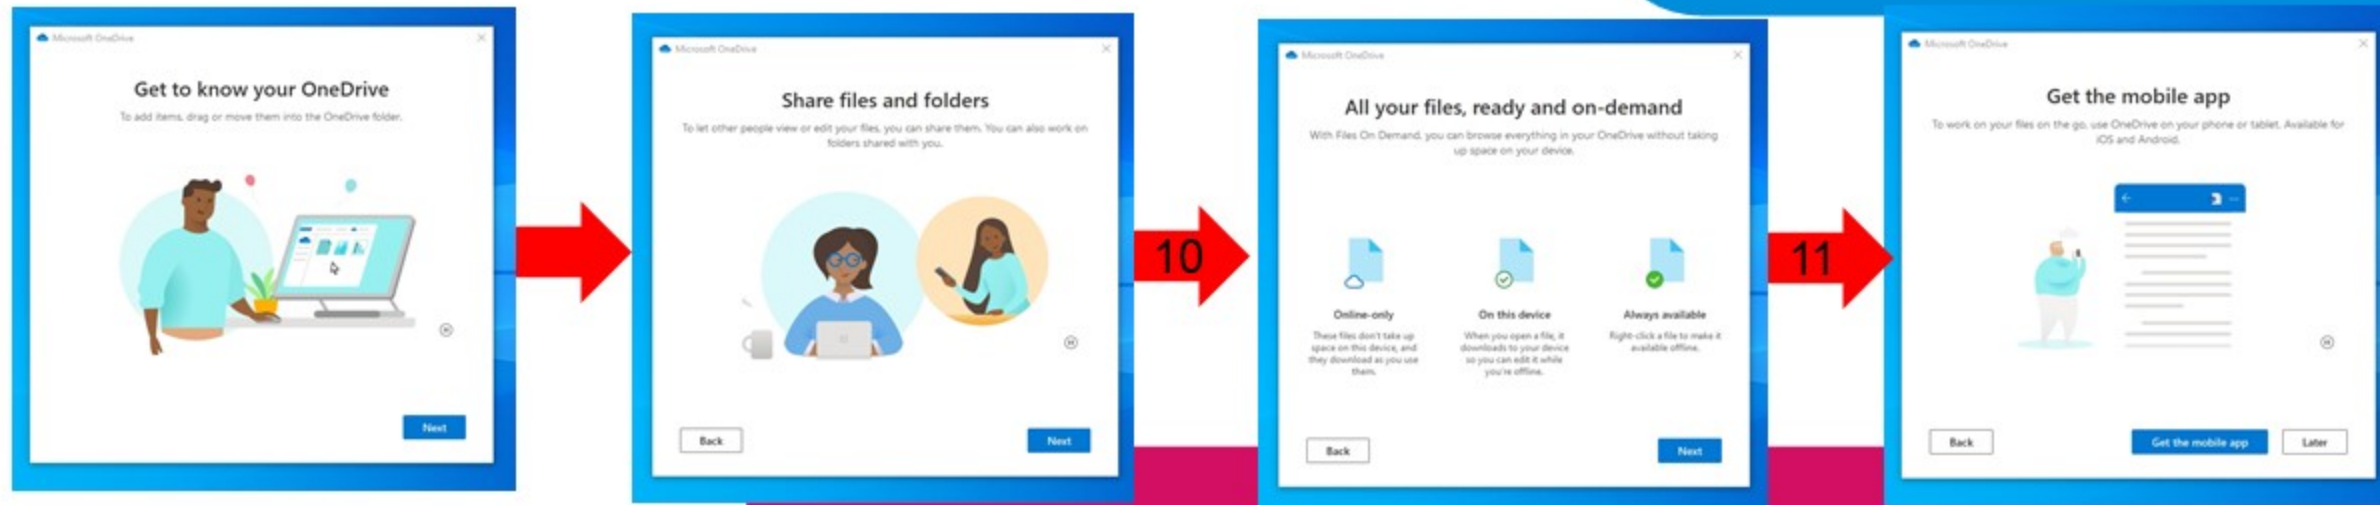 Microsoft OneDrive
Get to know your OneDrive
To add items, drag or move them into the OneDrive folder.
Next
Microsoft OneDrive
Share files and folders
To let other people view or edit your files, you can share them. You can also work on
folders shared with you.
Back
Next
10
Microsoft OneDrive
All your files, ready and on-demand
With Files On Demand, you can browse everything in your OneDrive without taking
up space on your device.
Online-only
These files don't take up
space on this device, and
they download as you use
them.
On this device
When you open a file, it
downloads to your device
so you can edit it while
you're offline.
Always available
Right-click a file to make it
available offline.
Back
Next
11
Microsoft OneDrive
Get the mobile app
To work on your files on the go, use OneDrive on your phone or tablet. Available for
iOS and Android.
Back
Get the mobile app
Later